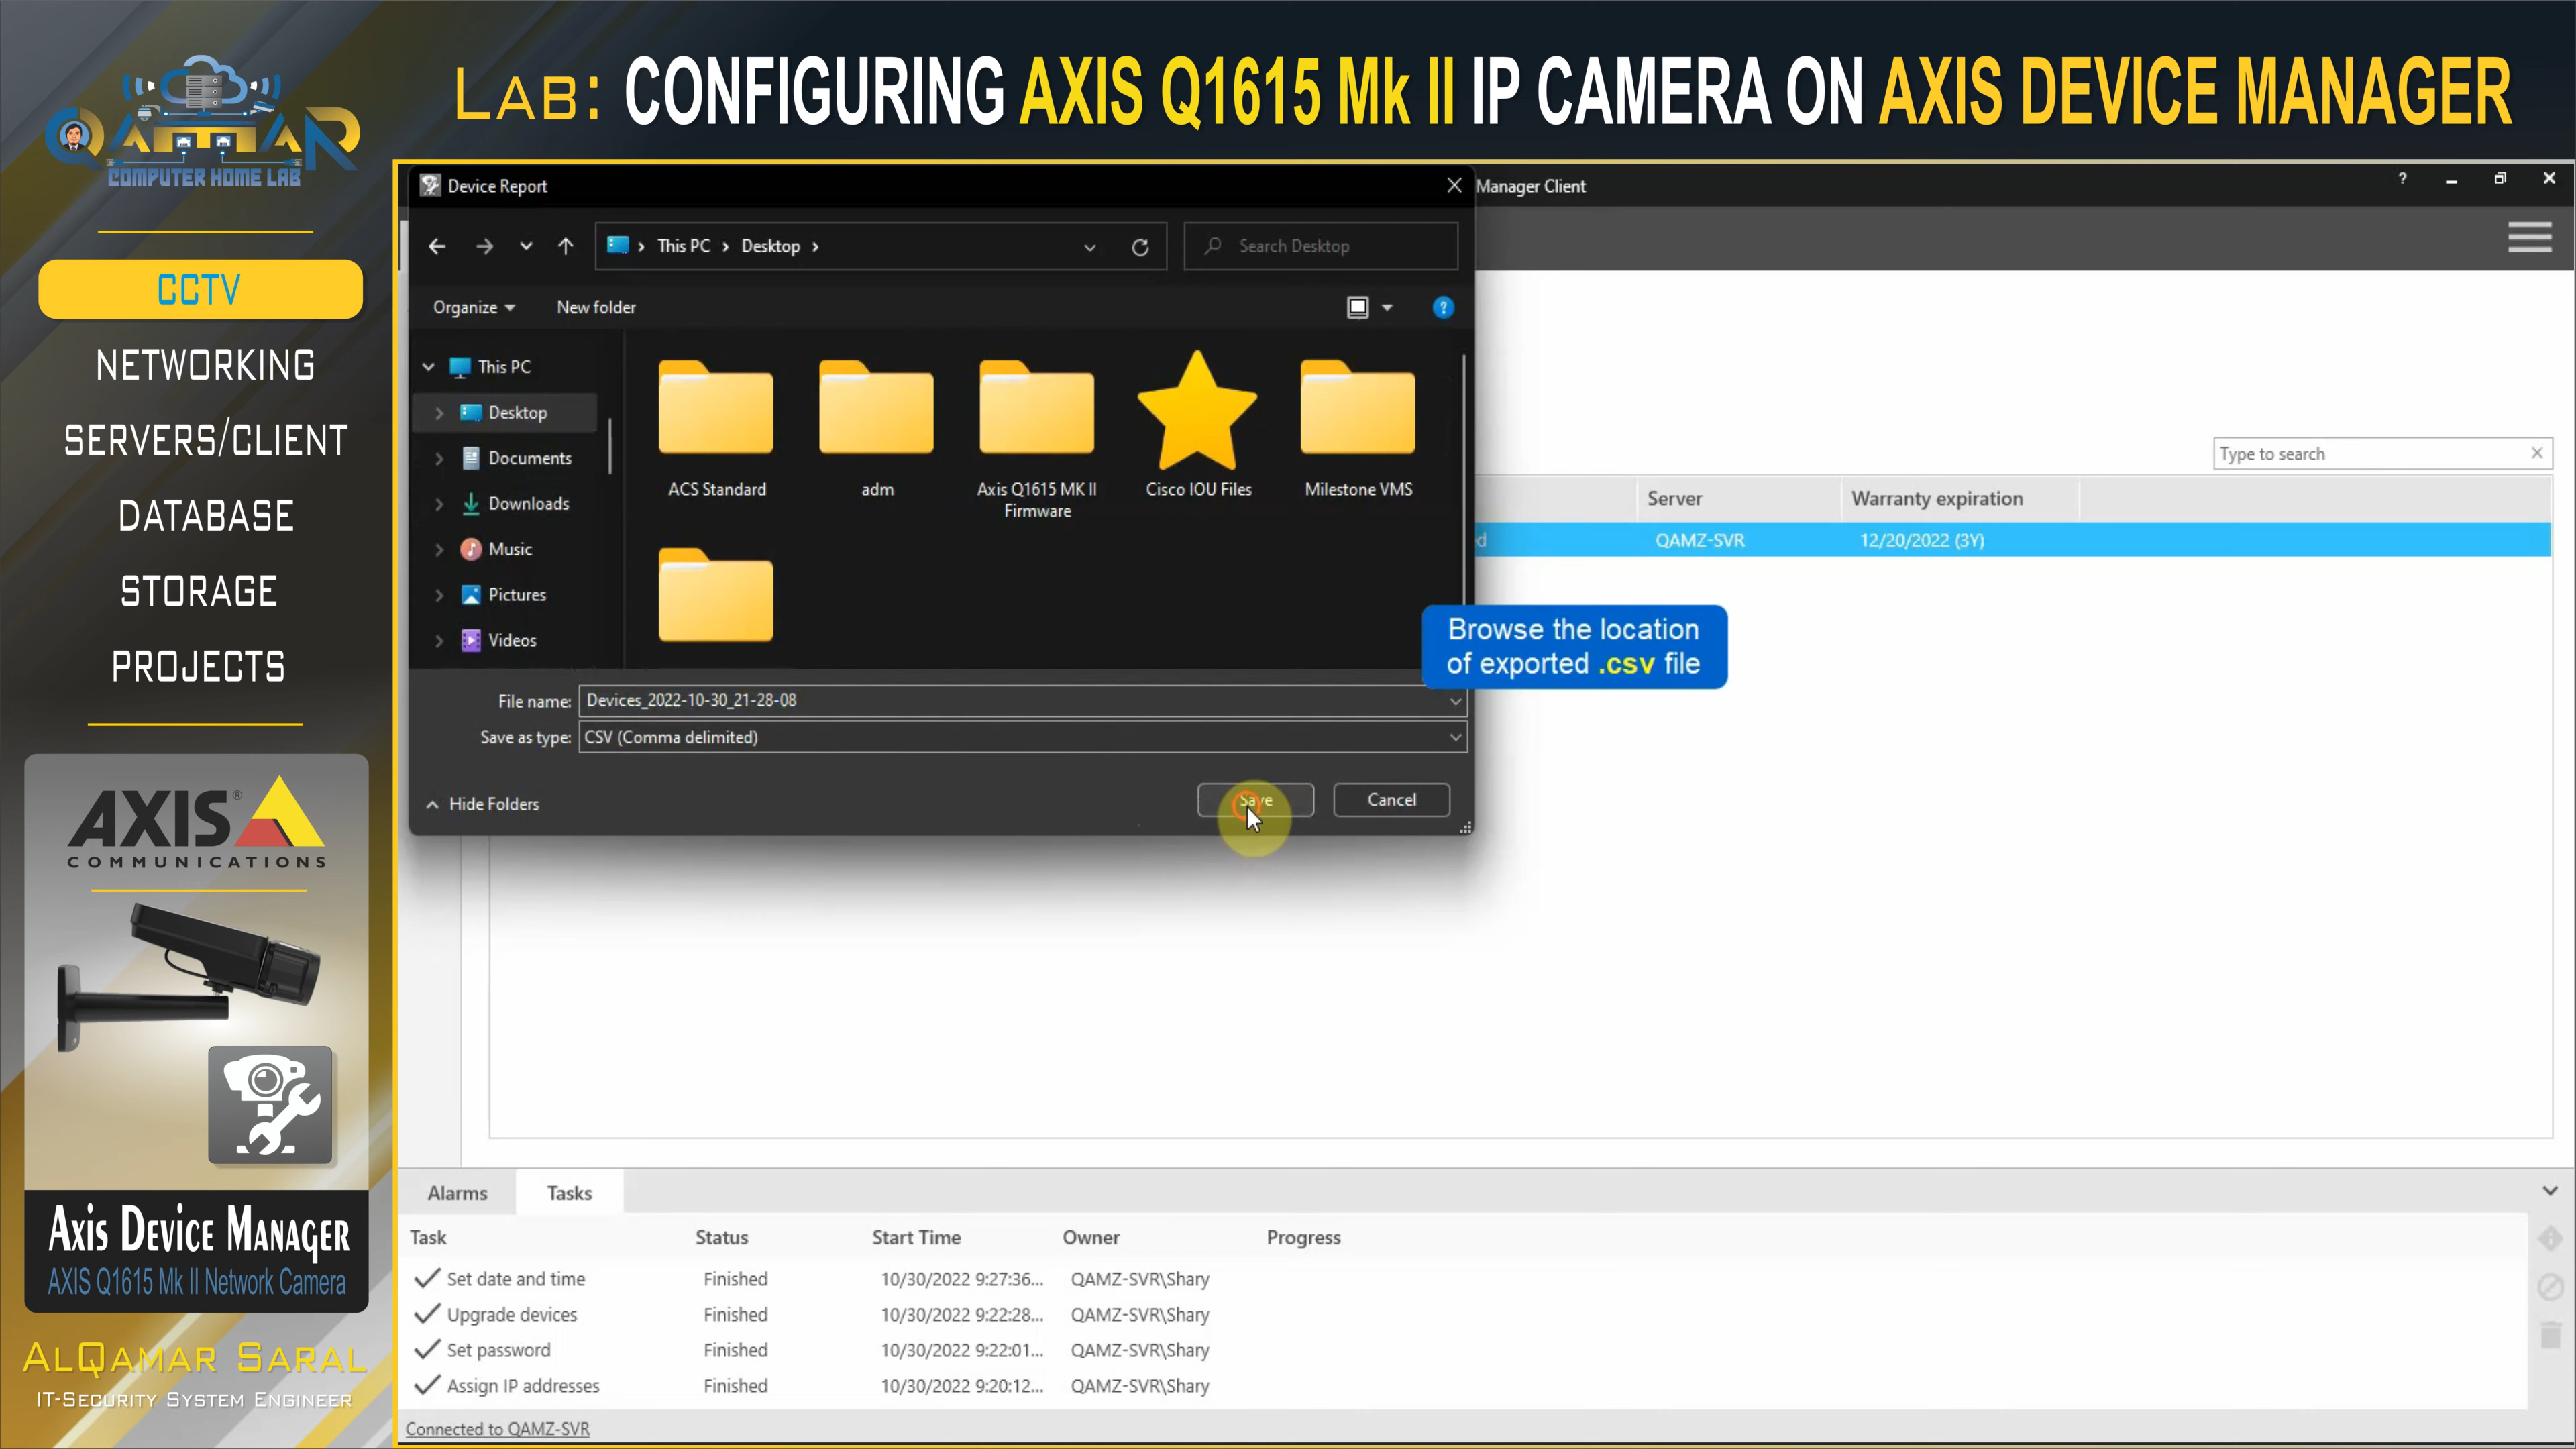 QAMAR
COMPUTER HOME LAB
LAB: CONFIGURING AXIS Q1615 Mk II IP CAMERA ON AXIS DEVICE MANAGER
CCTV
NETWORKING
SERVERS/CLIENT
DATABASE
STORAGE
PROJECTS
AXIS®
COMMUNICATIONS
AXIS DEVICE MANAGER
AXIS Q1615 Mk II Network Camera
ALQAMAR SARAL
IT-SECURITY SYSTEM ENGINEER
Device Report
Manager Client
This PC > Desktop >
Search Desktop
Organize
New folder
This PC
Desktop
Documents
Downloads
Music
Pictures
Videos
ACS Standard
adm
Axis Q1615 MK II
Firmware
Cisco IOU Files
Milestone VMS
File name: Devices_2022-10-30_21-28-08
Save as type: CSV (Comma delimited)
Hide Folders
Save
Cancel
Browse the location
of exported .csv file
Type to search
Server Warranty expiration
QAMZ-SVR 12/20/2022 (3Y)
Alarms Tasks
Task Status Start Time Owner Progress
Set date and time Finished 10/30/2022 9:27:36... QAMZ-SVR\Shary
Upgrade devices Finished 10/30/2022 9:22:28... QAMZ-SVR\Shary
Set password Finished 10/30/2022 9:22:01... QAMZ-SVR\Shary
Assign IP addresses Finished 10/30/2022 9:20:12... QAMZ-SVR\Shary
Connected to QAMZ-SVR